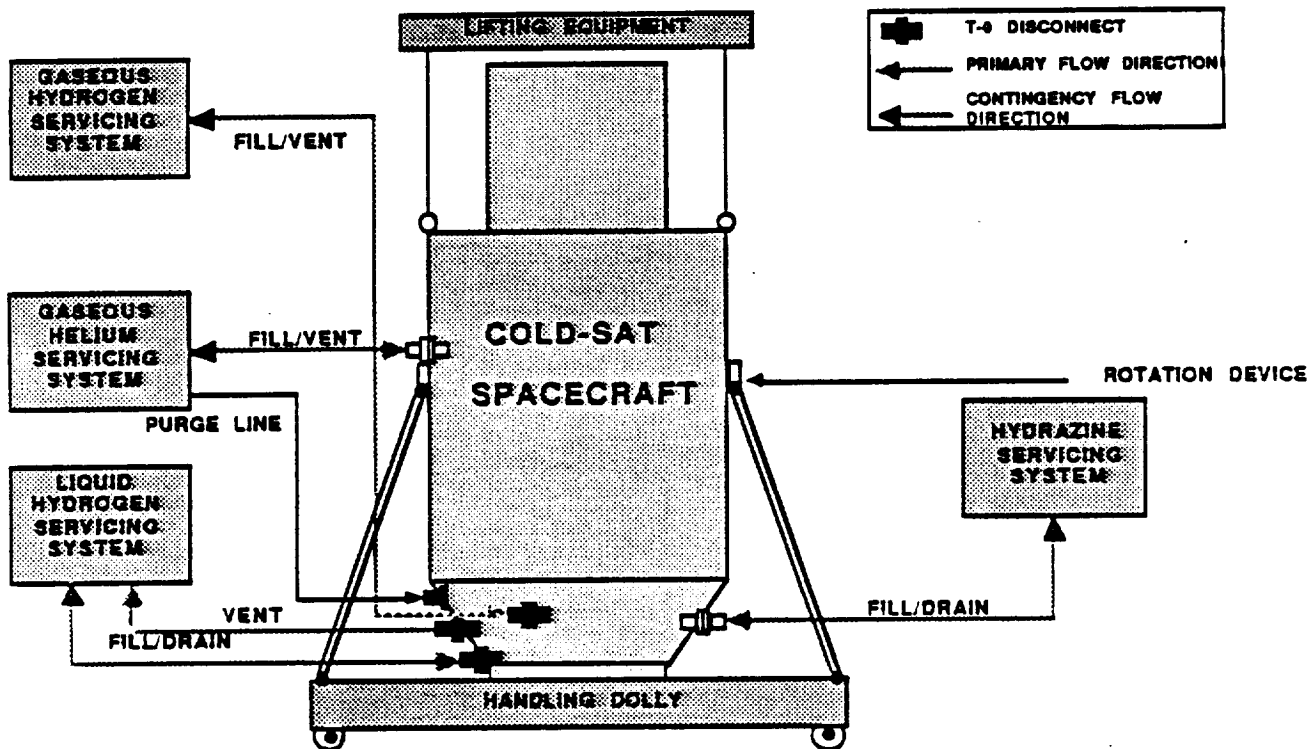 LIFTING EQUIPMENT
T-0 DISCONNECT
PRIMARY FLOW DIRECTION
CONTINGENCY FLOW
DIRECTION
GASEOUS
HYDROGEN
SERVICING
SYSTEM
FILL/VENT
GASEOUS
HELIUM
SERVICING
SYSTEM
FILL/VENT
PURGE LINE
COLD-SAT
SPACECRAFT
ROTATION DEVICE
HYDRAZINE
SERVICING
SYSTEM
LIQUID
HYDROGEN
SERVICING
SYSTEM
VENT
FILL/DRAIN
FILL/DRAIN
HANDLING DOLLY